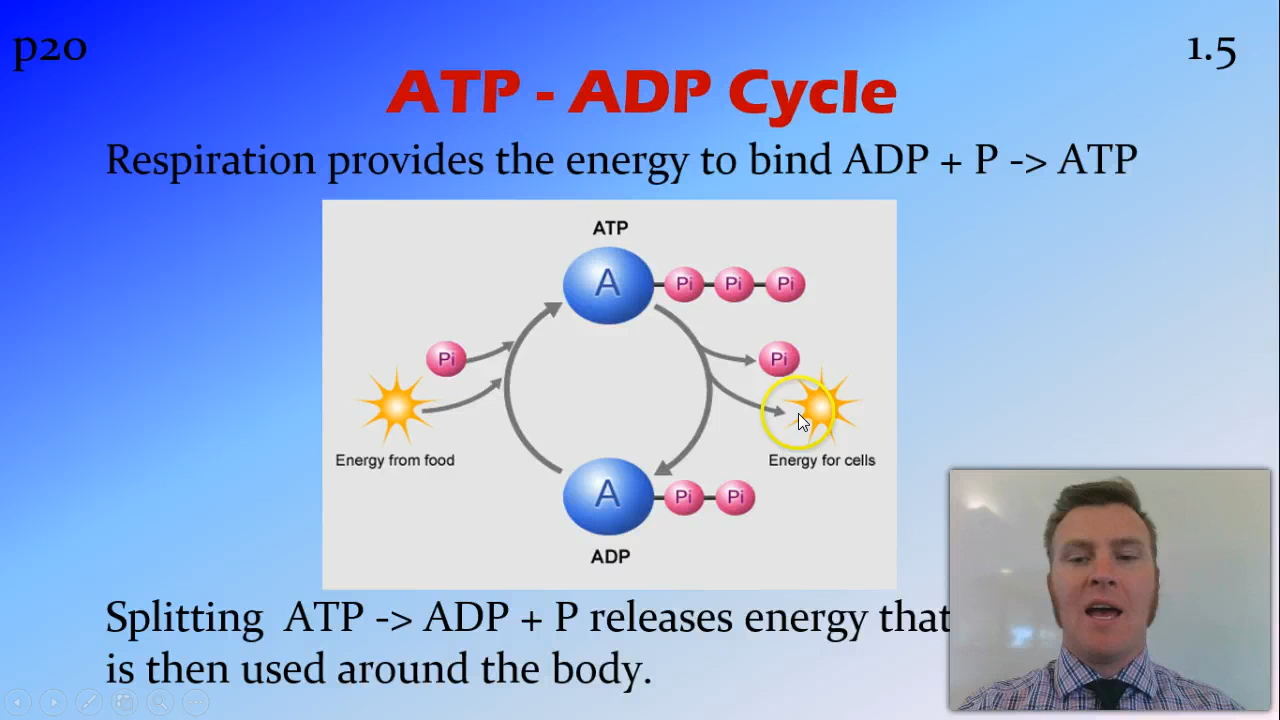 p20
1.5
ATP - ADP Cycle
Respiration provides the energy to bind ADP + P -> ATP
ATP
A Pi Pi Pi
Pi
Pi
Energy from food
Energy for cells
A Pi Pi
ADP
Splitting ATP -> ADP + P releases energy that
is then used around the body.